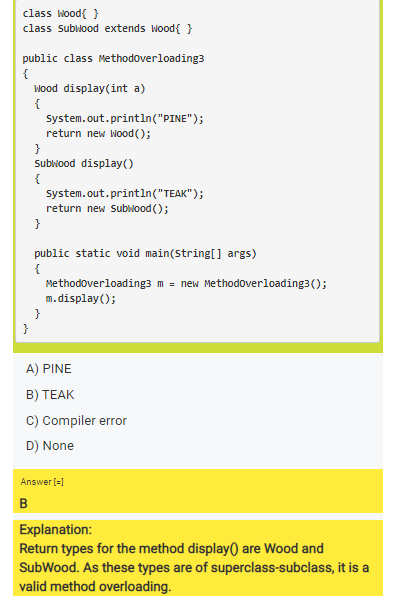 class Wood{ }
class SubWood extends Wood{ }
public class MethodOverloading3
{
Wood display(int a)
{
System.out.println("PINE");
return new Wood();
}
SubWood display()
{
System.out.println("TEAK");
return new SubWood();
}
public static void main(String[] args)
{
MethodOverloading3 m = new MethodOverloading3();
m.display();
}
}
A) PINE
B) TEAK
C) Compiler error
D) None
Answer [=]
B
Explanation:
Return types for the method display() are Wood and
SubWood. As these types are of superclass-subclass, it is a
valid method overloading.